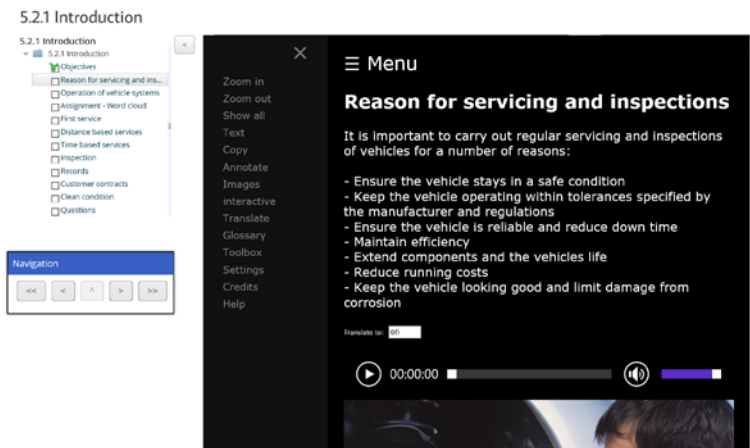 5.2.1 Introduction
5.2.1 Introduction
<
5.2.1 Introduction
Objectives
Reason for servicing and ins...
Operation of vehicle systems
Assignment - Word cloud
First service
Distance based services
Time based services
Inspection
Records
Customer contracts
Clean condition
Questions
Navigation
<< < ^ > >>
Zoom in
Zoom out
Show all
Text
Copy
Annotate
Images
interactive
Translate
Glossary
Toolbox
Settings
Credits
Help
☰ Menu
Reason for servicing and inspections
It is important to carry out regular servicing and inspections
of vehicles for a number of reasons:
- Ensure the vehicle stays in a safe condition
- Keep the vehicle operating within tolerances specified by
the manufacturer and regulations
- Ensure the vehicle is reliable and reduce down time
- Maintain efficiency
- Extend components and the vehicles life
- Reduce running costs
- Keep the vehicle looking good and limit damage from
corrosion
Translate to: en
00:00:00